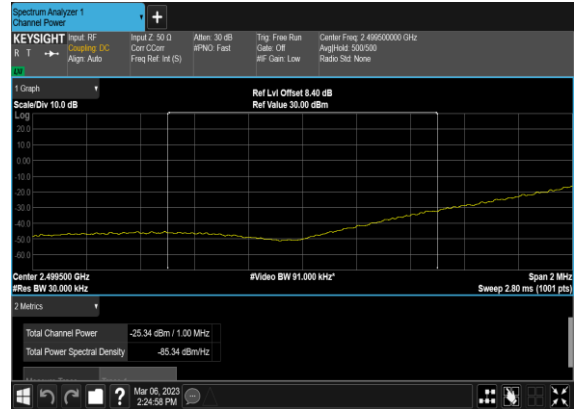 Spectrum Analyzer 1
Channel Power
+
KEYSIGHT Input: RF
R T Coupling: DC
Align: Auto
Input Z: 50 Ω
Corr CCorr
Freq Ref: Int (S)
Atten: 30 dB
#PNO: Fast
Trig: Free Run
Gate: Off
#IF Gain: Low
Center Freq: 2.499500000 GHz
Avg|Hold: 500/500
Radio Std: None
1 Graph
Scale/Div 10.0 dB
Ref Lvl Offset 8.40 dB
Ref Value 30.00 dBm
Log
20.0
10.0
0.00
-10.0
-20.0
-30.0
-40.0
-50.0
-60.0
Center 2.499500 GHz
#Res BW 30.000 kHz
#Video BW 91.000 kHz*
Span 2 MHz
Sweep 2.80 ms (1001 pts)
2 Metrics
Total Channel Power -25.34 dBm / 1.00 MHz
Total Power Spectral Density -85.34 dBm/Hz
?
Mar 06, 2023
2:24:58 PM